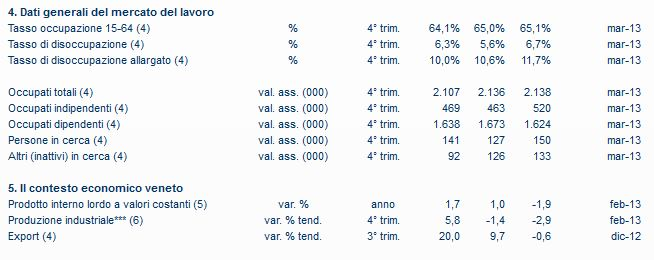 4. Dati generali del mercato del lavoro
Tasso occupazione 15-64 (4) % 4° trim. 64,1% 65,0% 65,1% mar-13
Tasso di disoccupazione (4) % 4° trim. 6,3% 5,6% 6,7% mar-13
Tasso di disoccupazione allargato (4) % 4° trim. 10,0% 10,6% 11,7% mar-13
Occupati totali (4) val. ass. (000) 4° trim. 2.107 2.136 2.138 mar-13
Occupati indipendenti (4) val. ass. (000) 4° trim. 469 463 520 mar-13
Occupati dipendenti (4) val. ass. (000) 4° trim. 1.638 1.673 1.624 mar-13
Persone in cerca (4) val. ass. (000) 4° trim. 141 127 150 mar-13
Altri (inattivi) in cerca (4) val. ass. (000) 4° trim. 92 126 133 mar-13
5. Il contesto economico veneto
Prodotto interno lordo a valori costanti (5) var. % anno 1,7 1,0 -1,9 feb-13
Produzione industriale*** (6) var. % tend. 4° trim. 5,8 -1,4 -2,9 feb-13
Export (4) var. % tend. 3° trim. 20,0 9,7 -0,6 dic-12